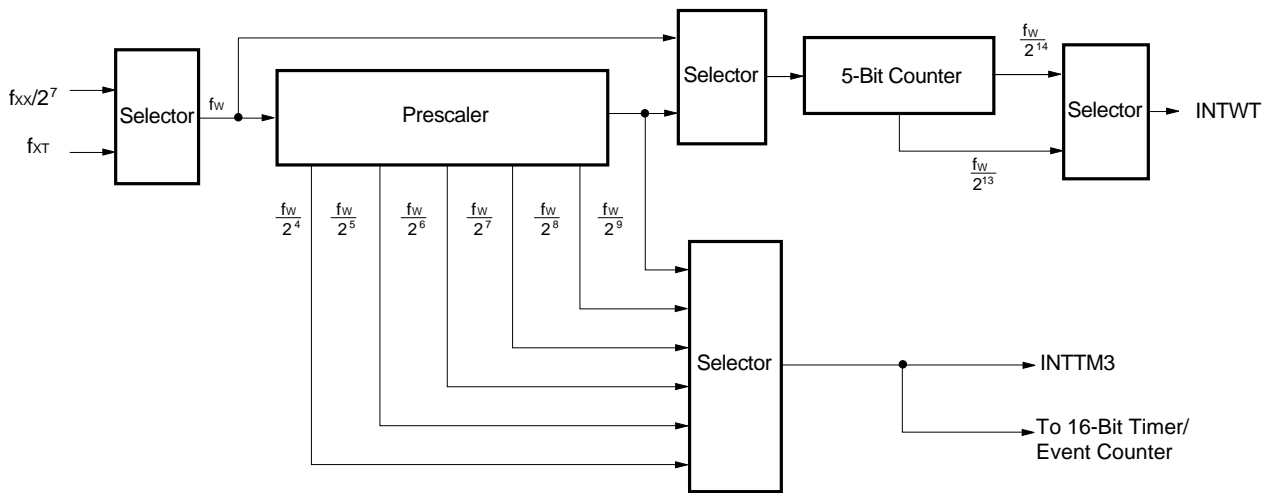 fXX/2^7
fXT
Selector
fW
Prescaler
Selector
5-Bit Counter
fW/2^14
fW/2^13
Selector
INTWT
fW/2^4
fW/2^5
fW/2^6
fW/2^7
fW/2^8
fW/2^9
Selector
INTTM3
To 16-Bit Timer/
Event Counter